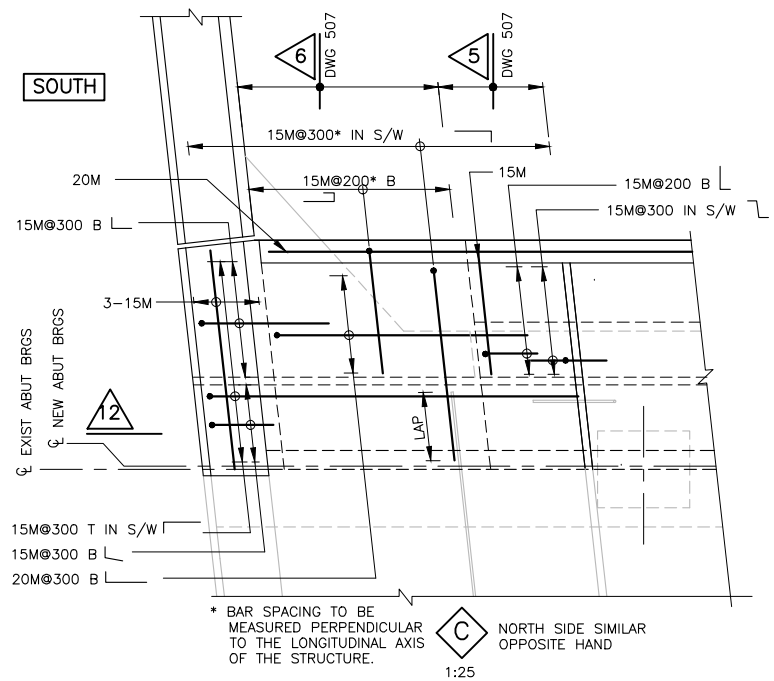 6
DWG 507
5
DWG 507
SOUTH
15M@300* IN S/W
20M
15M@200* B
15M
15M@200 B
15M@300 B
15M@300 IN S/W
3-15M
℄ EXIST ABUT BRGS
℄ NEW ABUT BRGS
12
LAP
15M@300 T IN S/W
15M@300 B
20M@300 B
* BAR SPACING TO BE
MEASURED PERPENDICULAR
TO THE LONGITUDINAL AXIS
OF THE STRUCTURE.
C
NORTH SIDE SIMILAR
OPPOSITE HAND
1:25